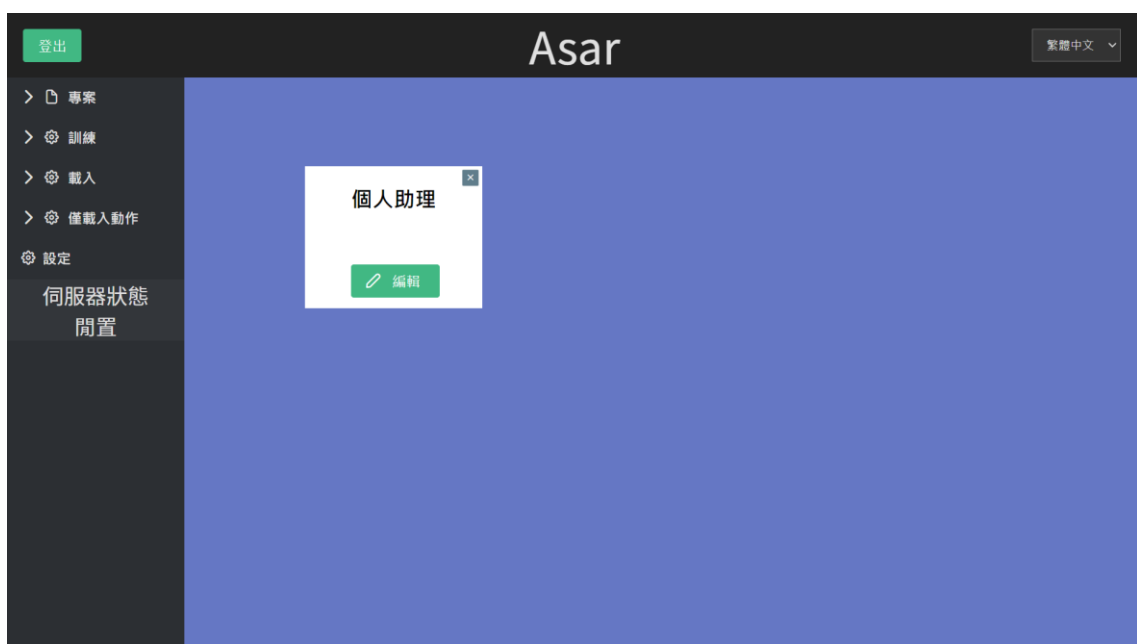 登出
Asar
繁體中文
專案
訓練
載入
僅載入動作
設定
伺服器狀態
閒置
個人助理
編輯